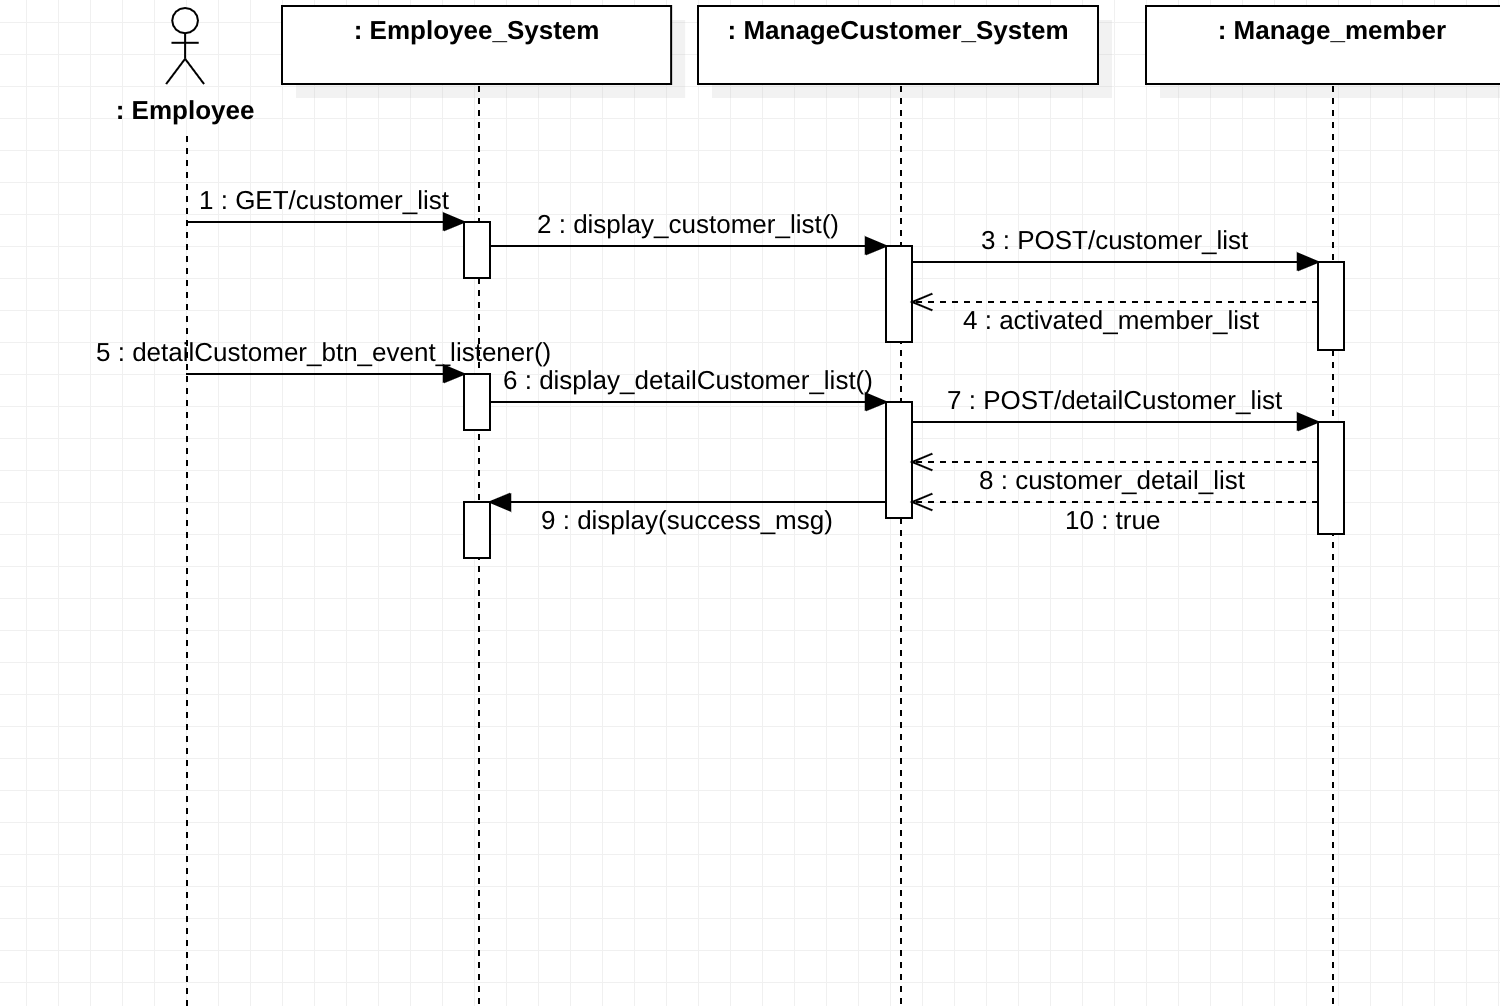 : Employee_System
: ManageCustomer_System
: Manage_member
: Employee
1 : GET/customer_list
2 : display_customer_list()
3 : POST/customer_list
4 : activated_member_list
5 : detailCustomer_btn_event_listener()
6 : display_detailCustomer_list()
7 : POST/detailCustomer_list
8 : customer_detail_list
9 : display(success_msg)
10 : true